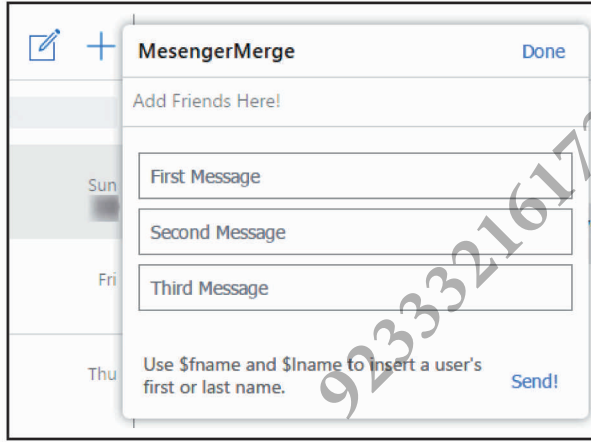 MesengerMerge
Done
Add Friends Here!
First Message
Sun
Second Message
Fri
Third Message
Thu
Use $fname and $lname to insert a user's
first or last name.
Send!